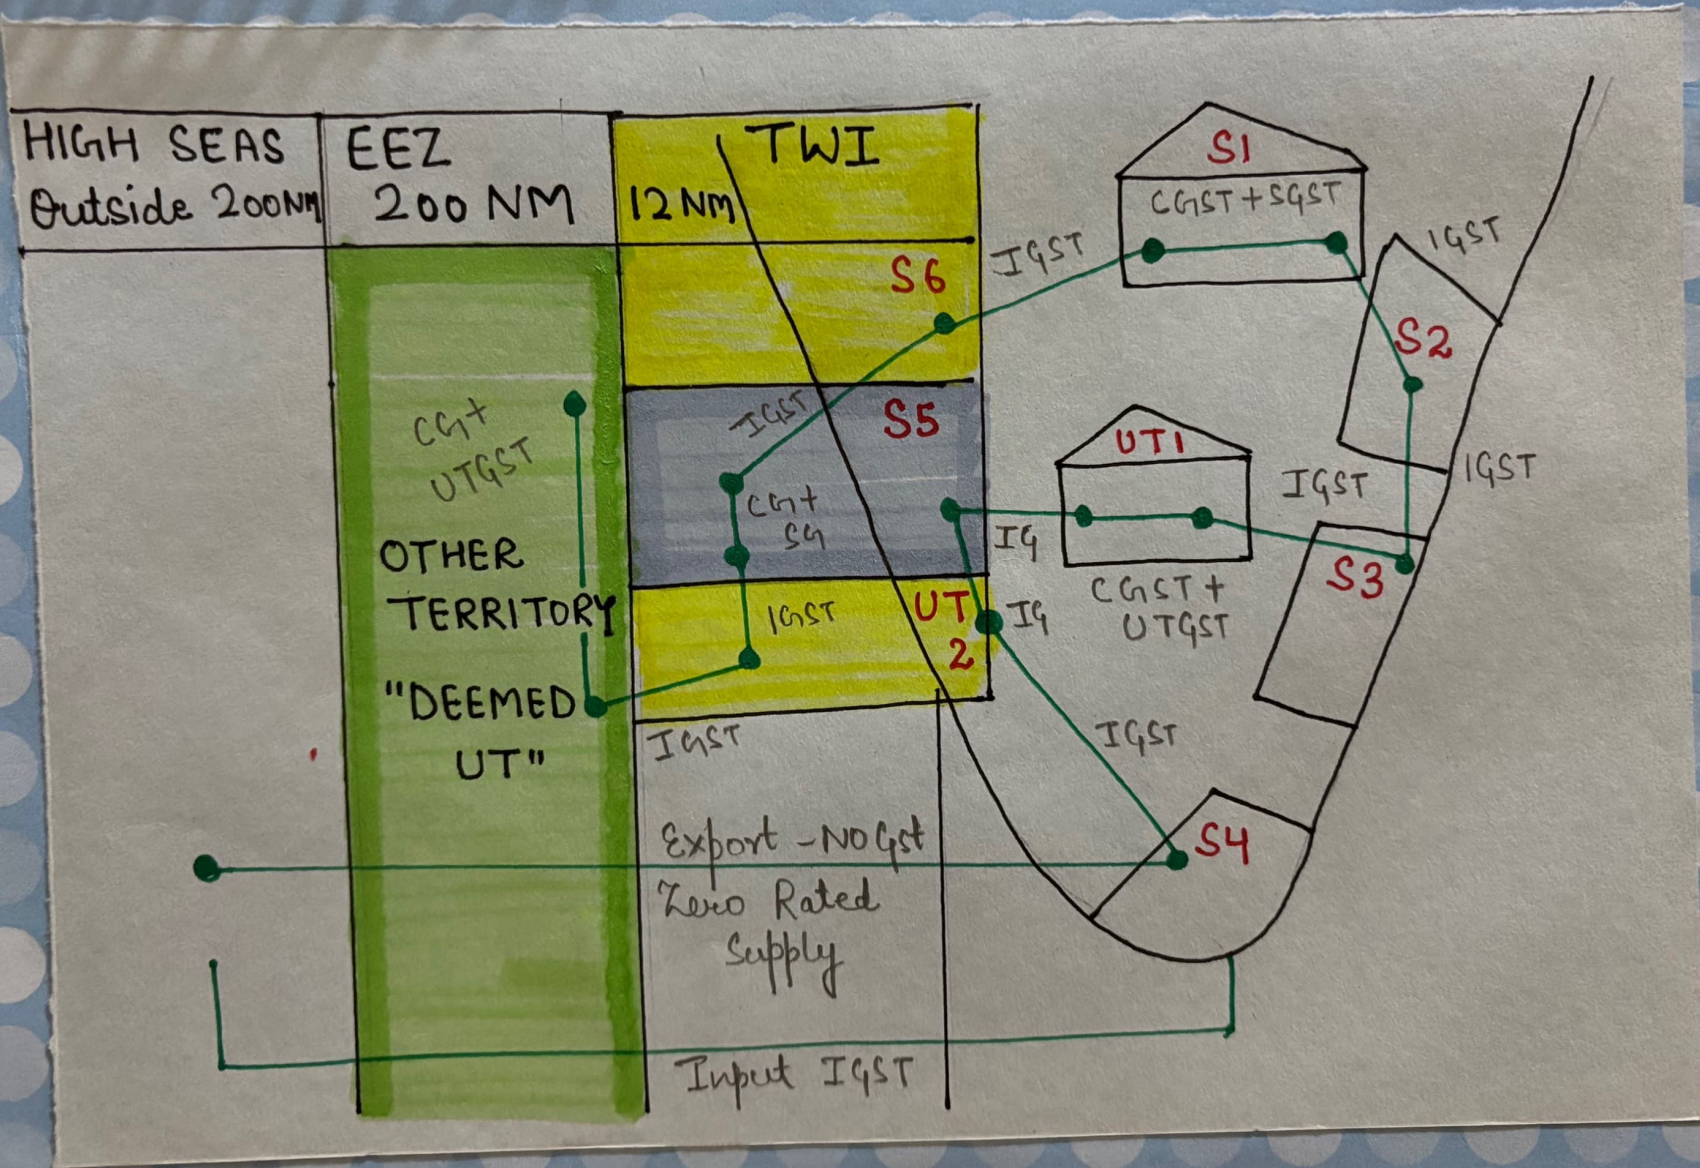 HIGH SEAS
Outside 200NM
EEZ
200 NM
TWI
12 NM
S1
CGST + SGST
IGST
S6
IGST
S2
IGST
S5
IGST
CG+
UTGST
CG+
SG
UT1
IGST
IGST
IG
S3
CGST +
UTGST
OTHER
TERRITORY
"DEEMED
UT"
IGST
UT
2
IG
IGST
IGST
Export - NO Gst
Zero Rated
Supply
S4
Input IGST